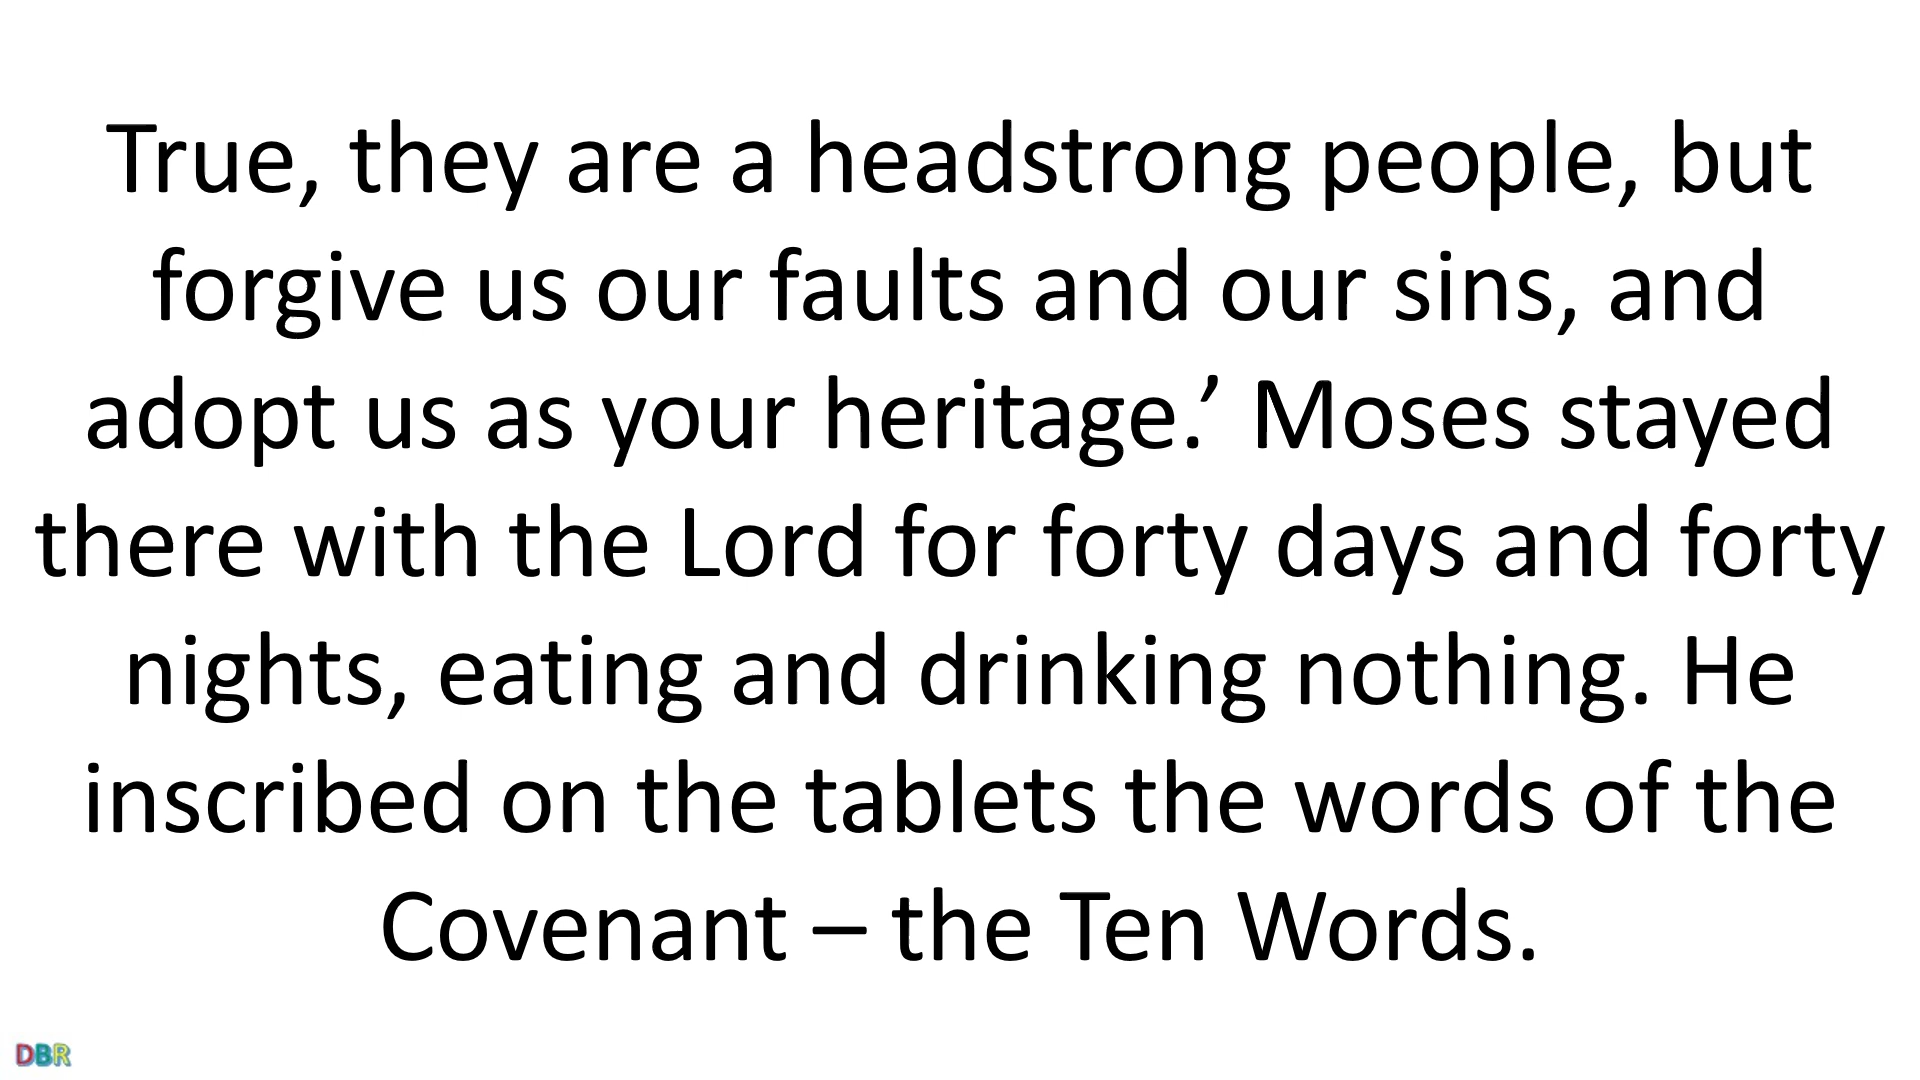 True, they are a headstrong people, but
forgive us our faults and our sins, and
adopt us as your heritage.’ Moses stayed
there with the Lord for forty days and forty
nights, eating and drinking nothing. He
inscribed on the tablets the words of the
Covenant – the Ten Words.
DBR